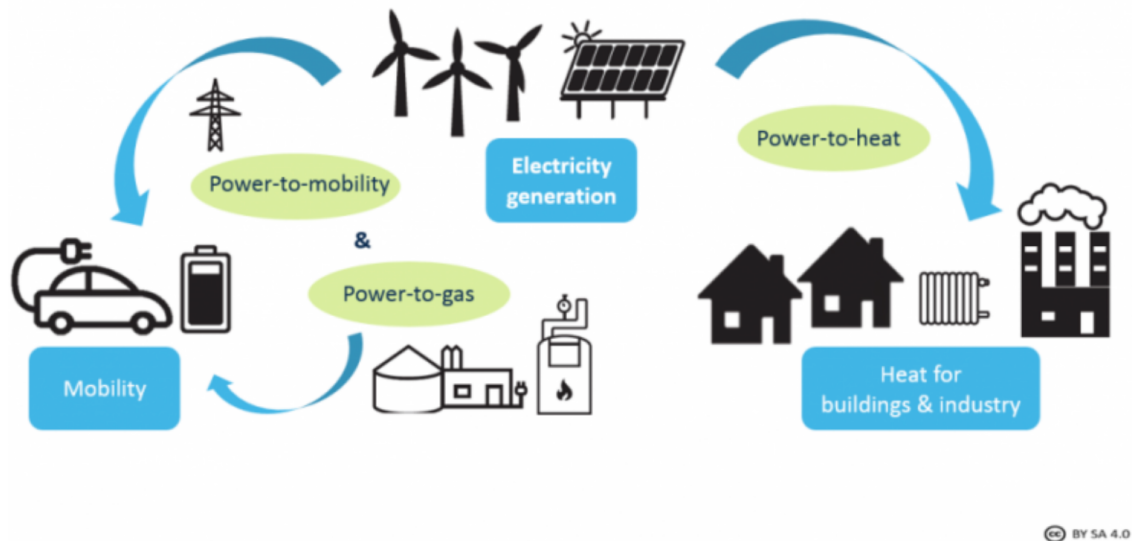 Electricity
generation
Power-to-mobility
&
Power-to-gas
Mobility
Power-to-heat
Heat for
buildings & industry
cc BY SA 4.0